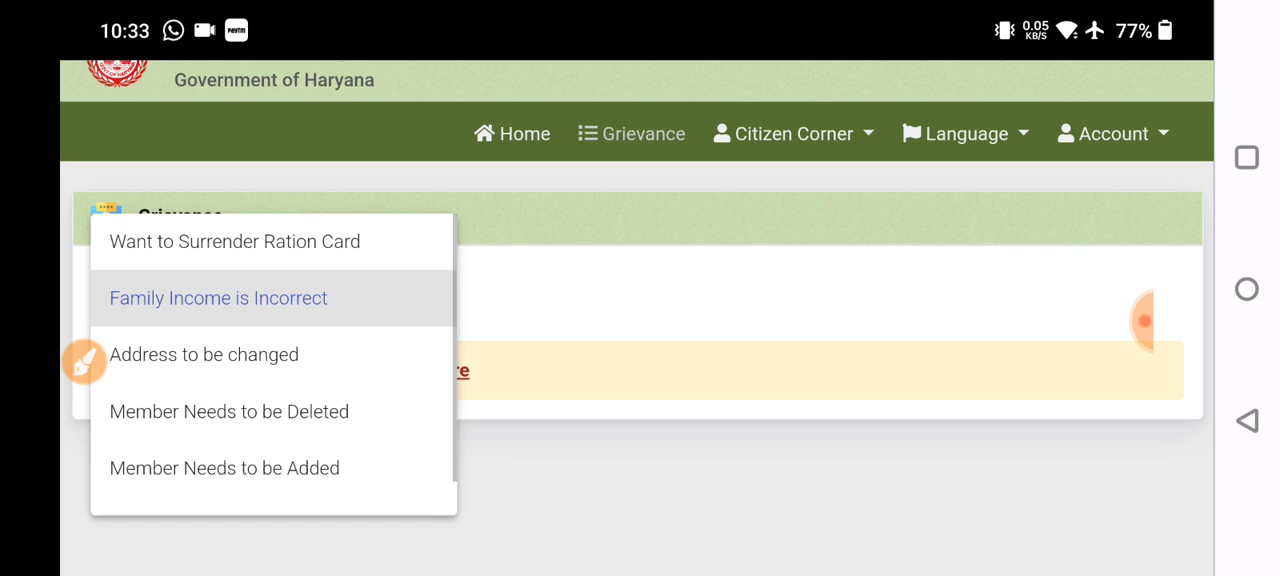 10:33
paytm
0.05
KB/S
77%
Government of Haryana
Home
Grievance
Citizen Corner
Language
Account
Want to Surrender Ration Card
Family Income is Incorrect
Address to be changed
re
Member Needs to be Deleted
Member Needs to be Added